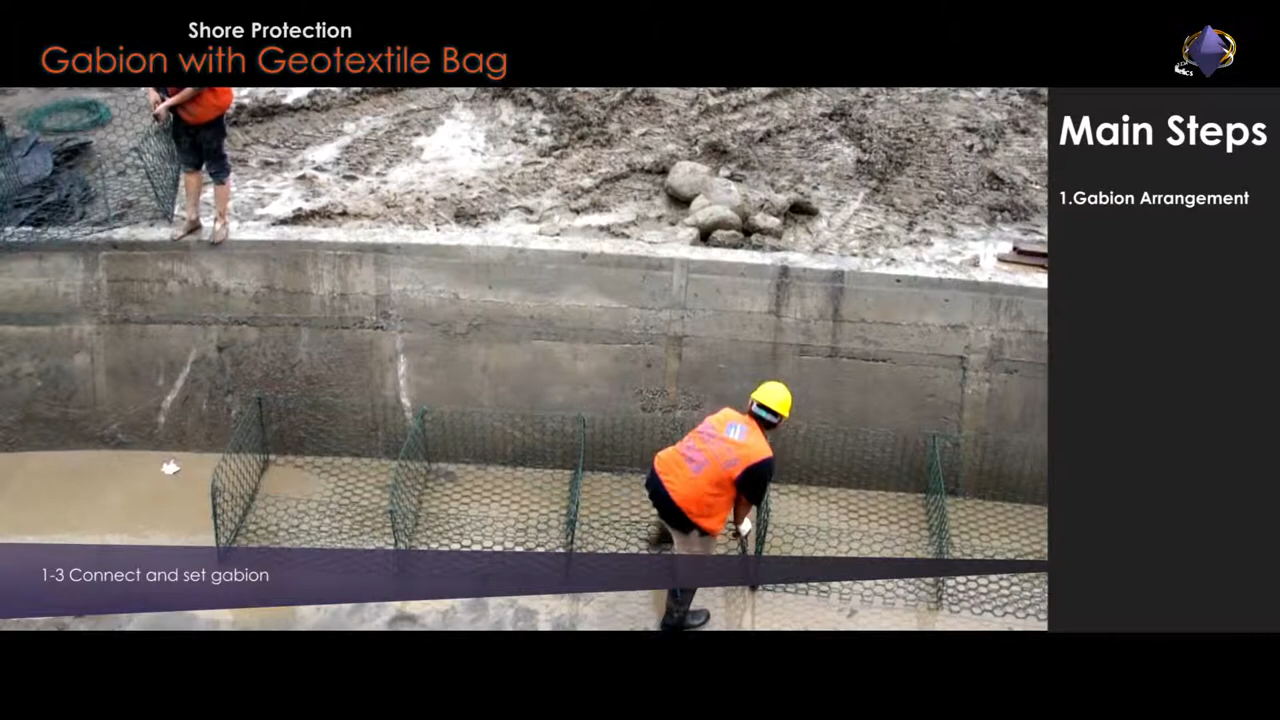 Shore Protection
Gabion with Geotextile Bag
Main Steps
1.Gabion Arrangement
1-3 Connect and set gabion